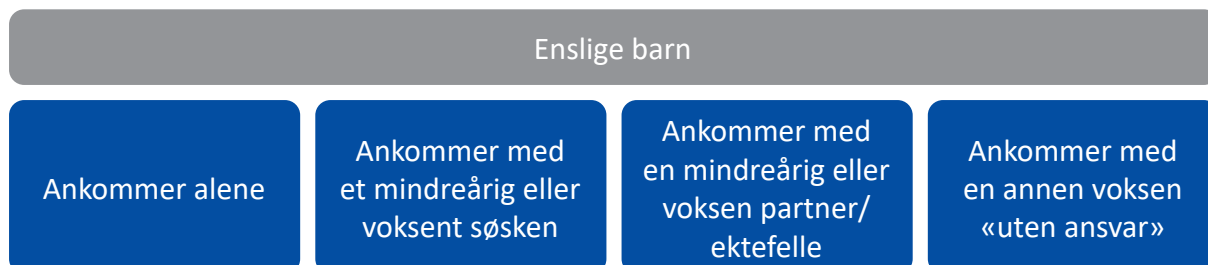 Enslige barn
Ankommer alene
Ankommer med
et mindreårig eller
voksent søsken
Ankommer med
en mindreårig eller
voksen partner/
ektefelle
Ankommer med
en annen voksen
«uten ansvar»